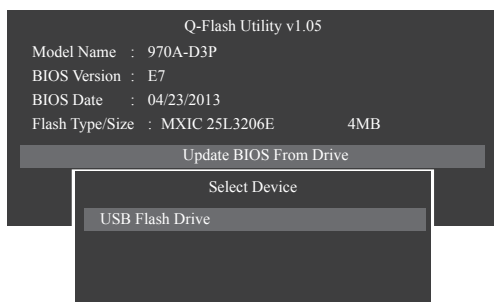 Q-Flash Utility v1.05
Model Name : 970A-D3P
BIOS Version : E7
BIOS Date : 04/23/2013
Flash Type/Size : MXIC 25L3206E 4MB
Update BIOS From Drive
Select Device
USB Flash Drive